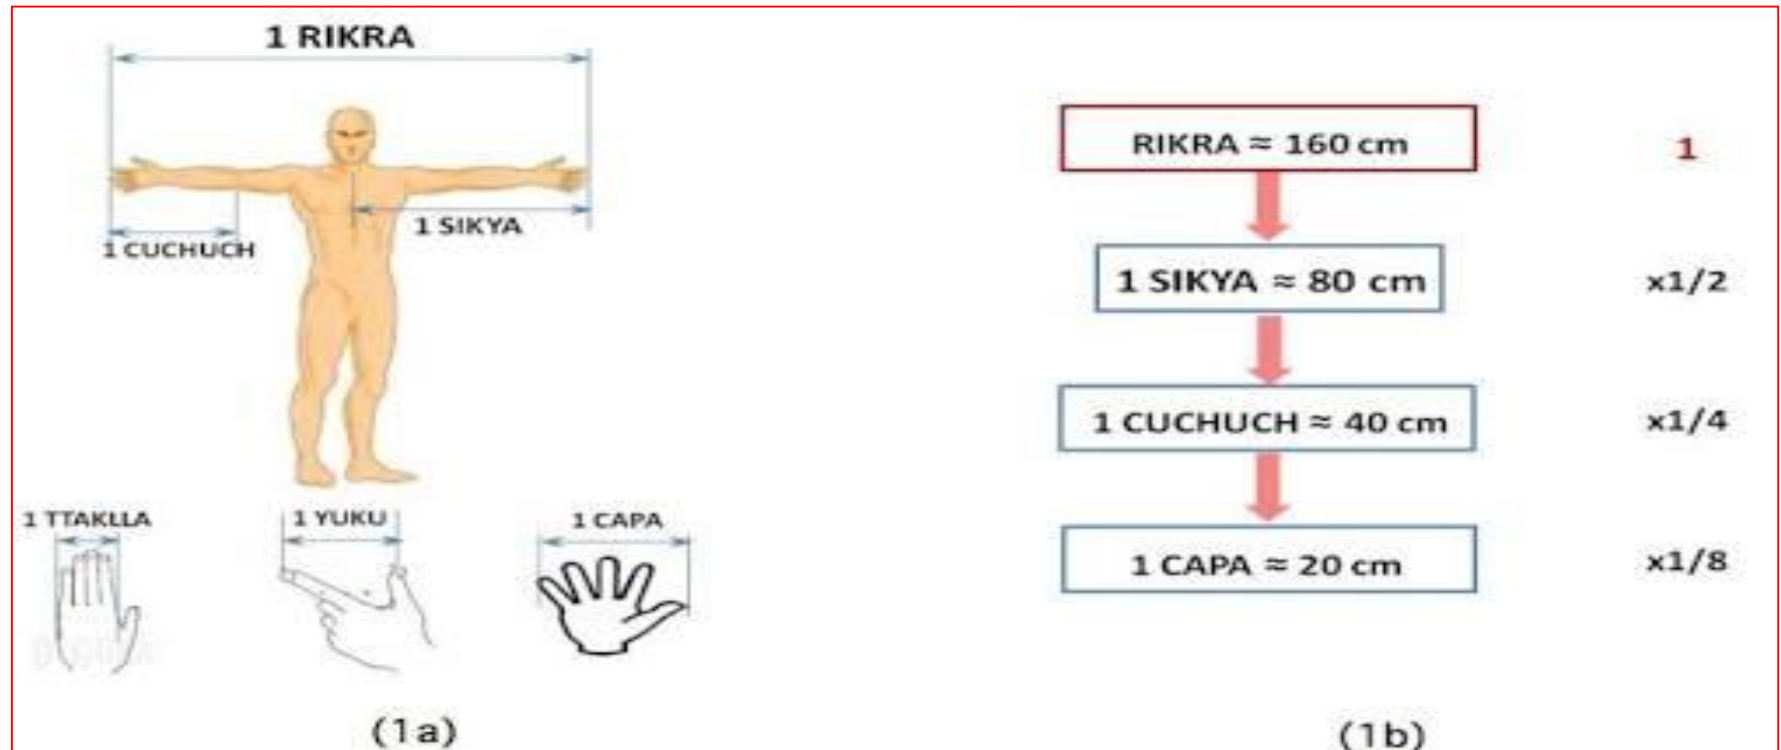 1 RIKRA
1 SIKYA
1 CUCHUCH
1 TTAKLLA
1 YUKU
1 CAPA
(1a)
RIKRA ≈ 160 cm
1
1 SIKYA ≈ 80 cm
x1/2
1 CUCHUCH ≈ 40 cm
x1/4
1 CAPA ≈ 20 cm
x1/8
(1b)